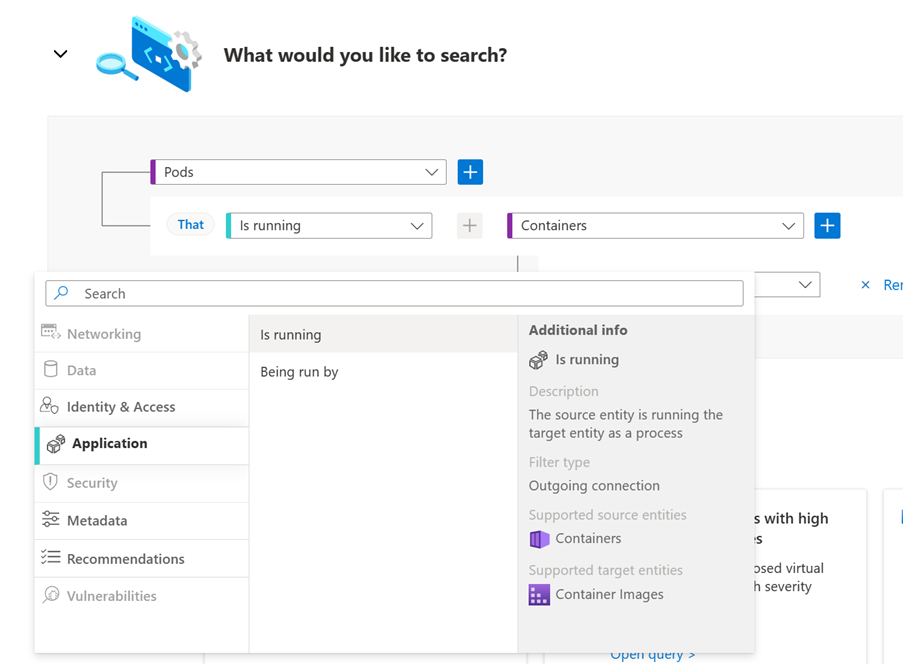 What would you like to search?
Pods
That
Is running
Containers
Search
Networking
Data
Identity & Access
Application
Security
Metadata
Recommendations
Vulnerabilities
Is running
Being run by
Additional info
Is running
Description
The source entity is running the
target entity as a process
Filter type
Outgoing connection
Supported source entities
Containers
Supported target entities
Container Images
with high
virtual
severity
Open query >